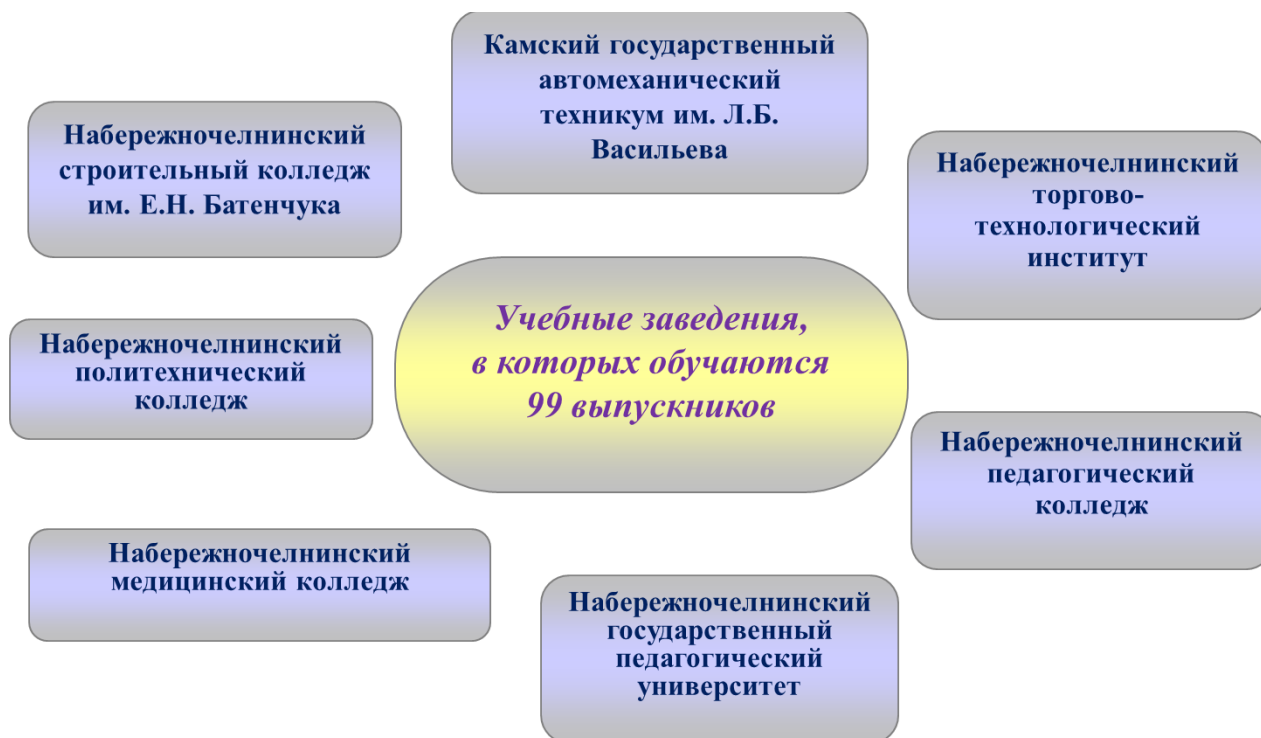 Камский государственный
автомеханический
техникум им. Л.Б.
Васильева
Набережночелнинский
строительный колледж
им. Е.Н. Батенчука
Набережночелнинский
торгово-
технологический
институт
Учебные заведения,
в которых обучаются
99 выпускников
Набережночелнинский
политехнический
колледж
Набережночелнинский
педагогический
колледж
Набережночелнинский
медицинский колледж
Набережночелнинский
государственный
педагогический
университет